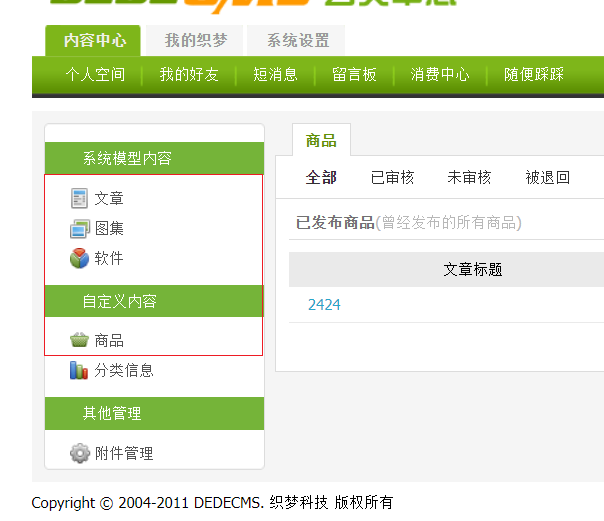 内容中心 我的织梦 系统设置
个人空间 我的好友 短消息 留言板 消费中心 随便踩踩
系统模型内容
文章
图集
软件
自定义内容
商品
分类信息
其他管理
附件管理
商品
全部 已审核 未审核 被退回
已发布商品(曾经发布的所有商品)
文章标题
2424
Copyright © 2004-2011 DEDECMS. 织梦科技 版权所有